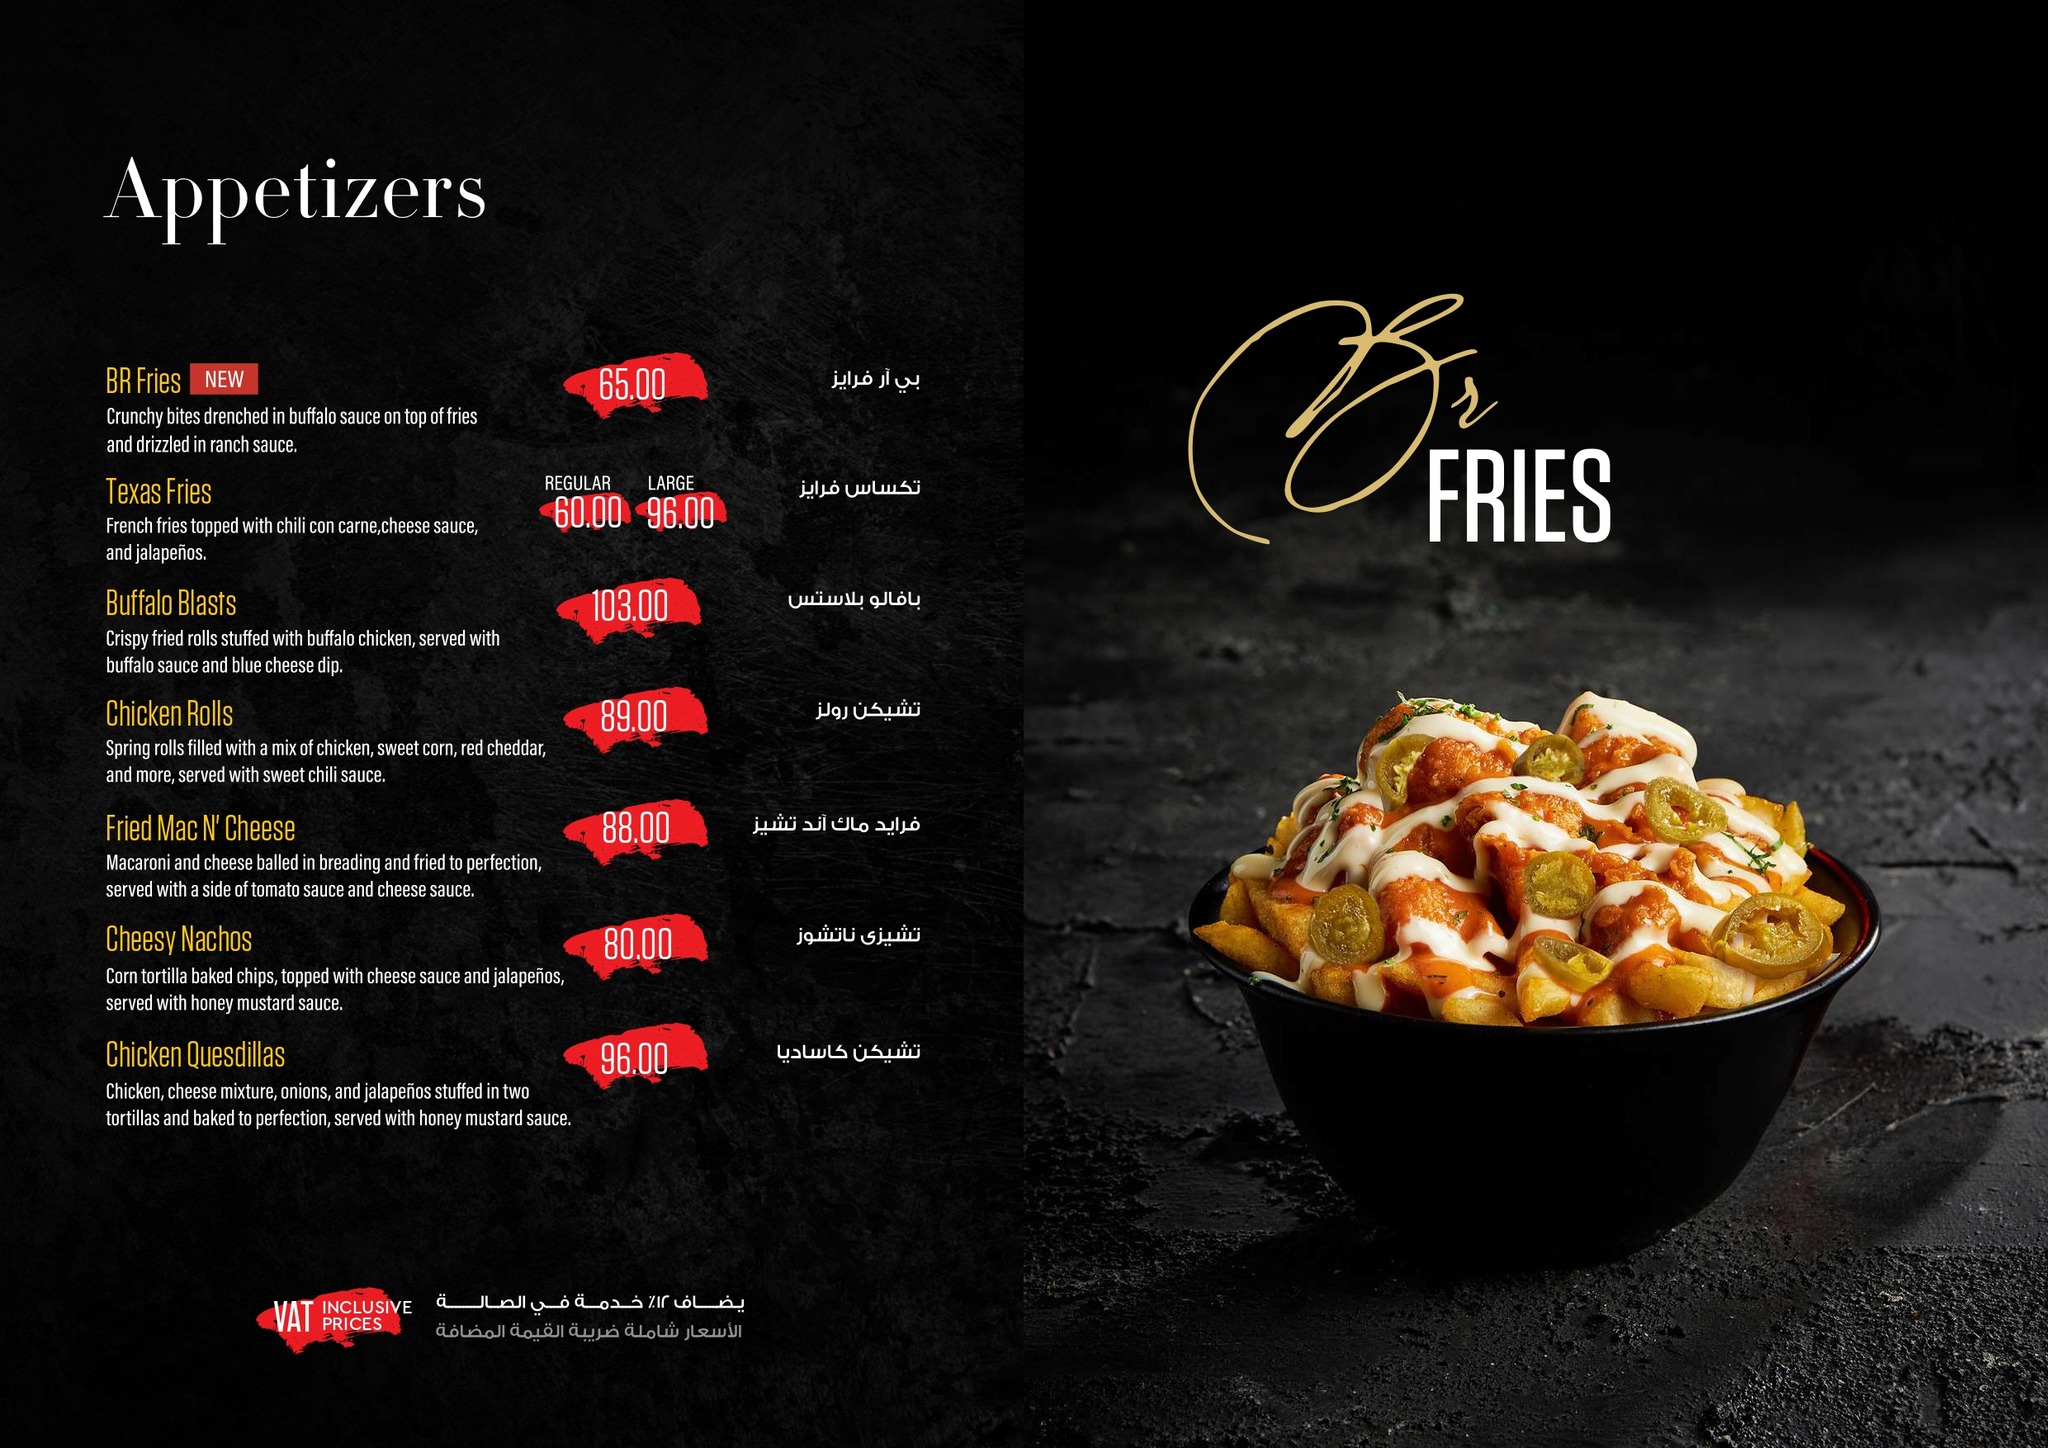 Appetizers
BR Fries NEW 65.00 بي آر فرايز
Crunchy bites drenched in buffalo sauce on top of fries
and drizzled in ranch sauce.
REGULAR LARGE
Texas Fries 60.00 96.00 تكساس فرايز
French fries topped with chili con carne,cheese sauce,
and jalapeños.
Buffalo Blasts 103.00 بافالو بلاستس
Crispy fried rolls stuffed with buffalo chicken, served with
buffalo sauce and blue cheese dip.
Chicken Rolls 89.00 تشيكن رولز
Spring rolls filled with a mix of chicken, sweet corn, red cheddar,
and more, served with sweet chili sauce.
Fried Mac N' Cheese 88.00 فرايد ماك آند تشيز
Macaroni and cheese balled in breading and fried to perfection,
served with a side of tomato sauce and cheese sauce.
Cheesy Nachos 80.00 تشيزى ناتشوز
Corn tortilla baked chips, topped with cheese sauce and jalapeños,
served with honey mustard sauce.
Chicken Quesdillas 96.00 تشيكن كاساديا
Chicken, cheese mixture, onions, and jalapeños stuffed in two
tortillas and baked to perfection, served with honey mustard sauce.
VAT INCLUSIVE
PRICES
يضـــاف ١٢٪ خـدمـــة فــي الصـالـــــة
الأسعار شاملة ضريبة القيمة المضافة
Br
FRIES